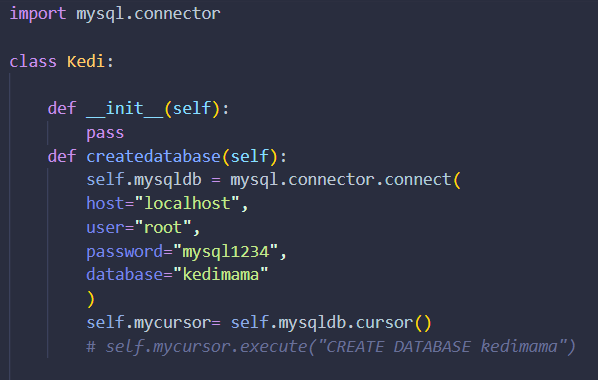 import mysql.connector
class Kedi:
def __init__(self):
pass
def createdatabase(self):
self.mysqldb = mysql.connector.connect(
host="localhost",
user="root",
password="mysql1234",
database="kedimama"
)
self.mycursor= self.mysqldb.cursor()
# self.mycursor.execute("CREATE DATABASE kedimama")